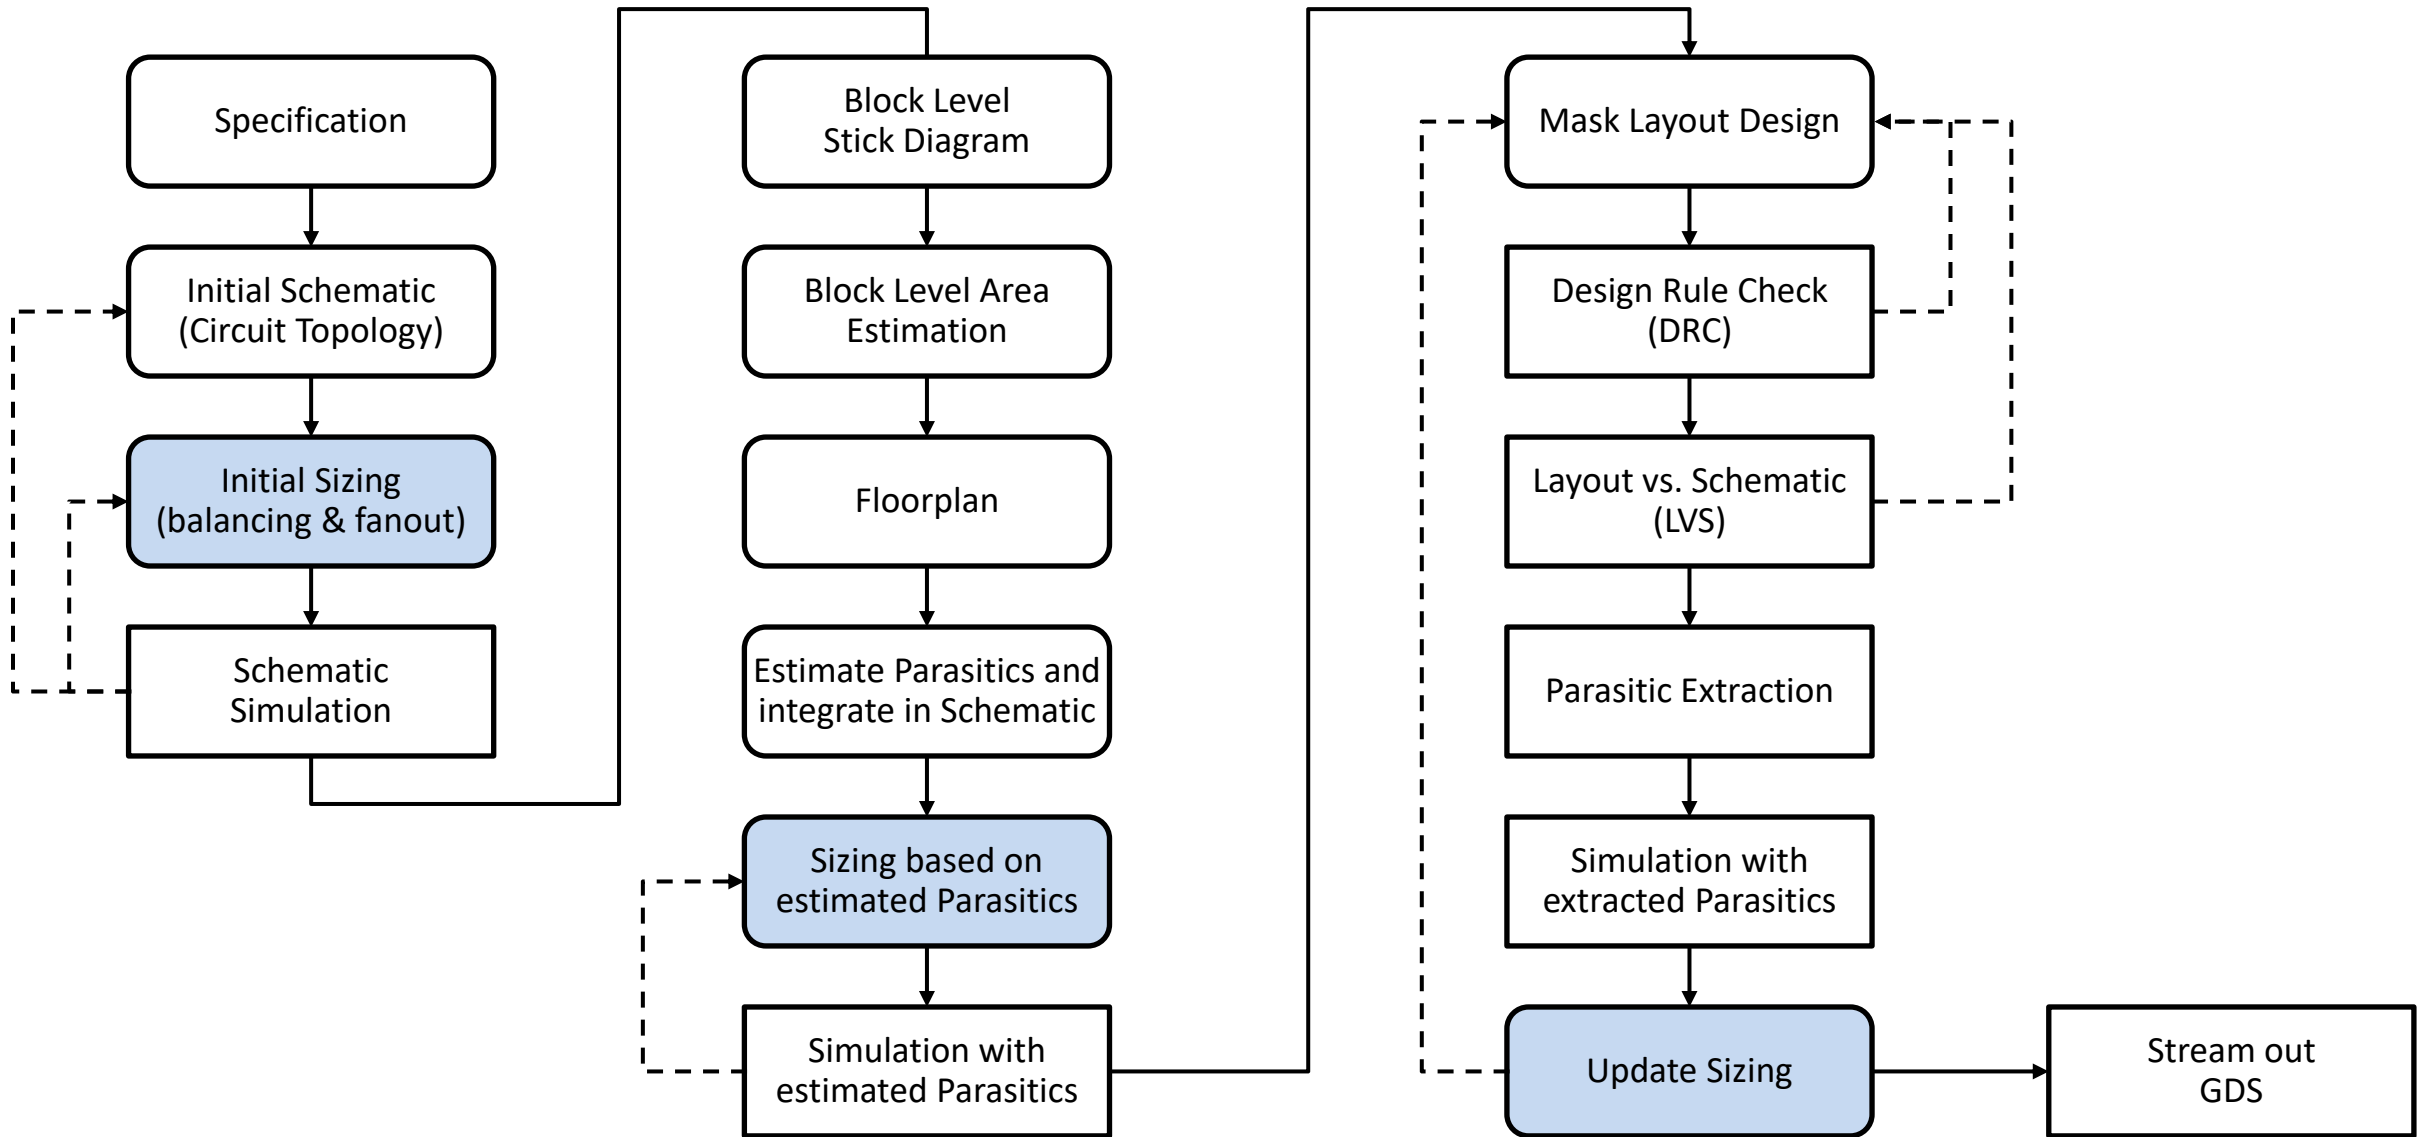 Specification
Initial Schematic
(Circuit Topology)
Initial Sizing
(balancing & fanout)
Schematic
Simulation
Block Level
Stick Diagram
Block Level Area
Estimation
Floorplan
Estimate Parasitics and
integrate in Schematic
Sizing based on
estimated Parasitics
Simulation with
estimated Parasitics
Mask Layout Design
Design Rule Check
(DRC)
Layout vs. Schematic
(LVS)
Parasitic Extraction
Simulation with
extracted Parasitics
Update Sizing
Stream out
GDS